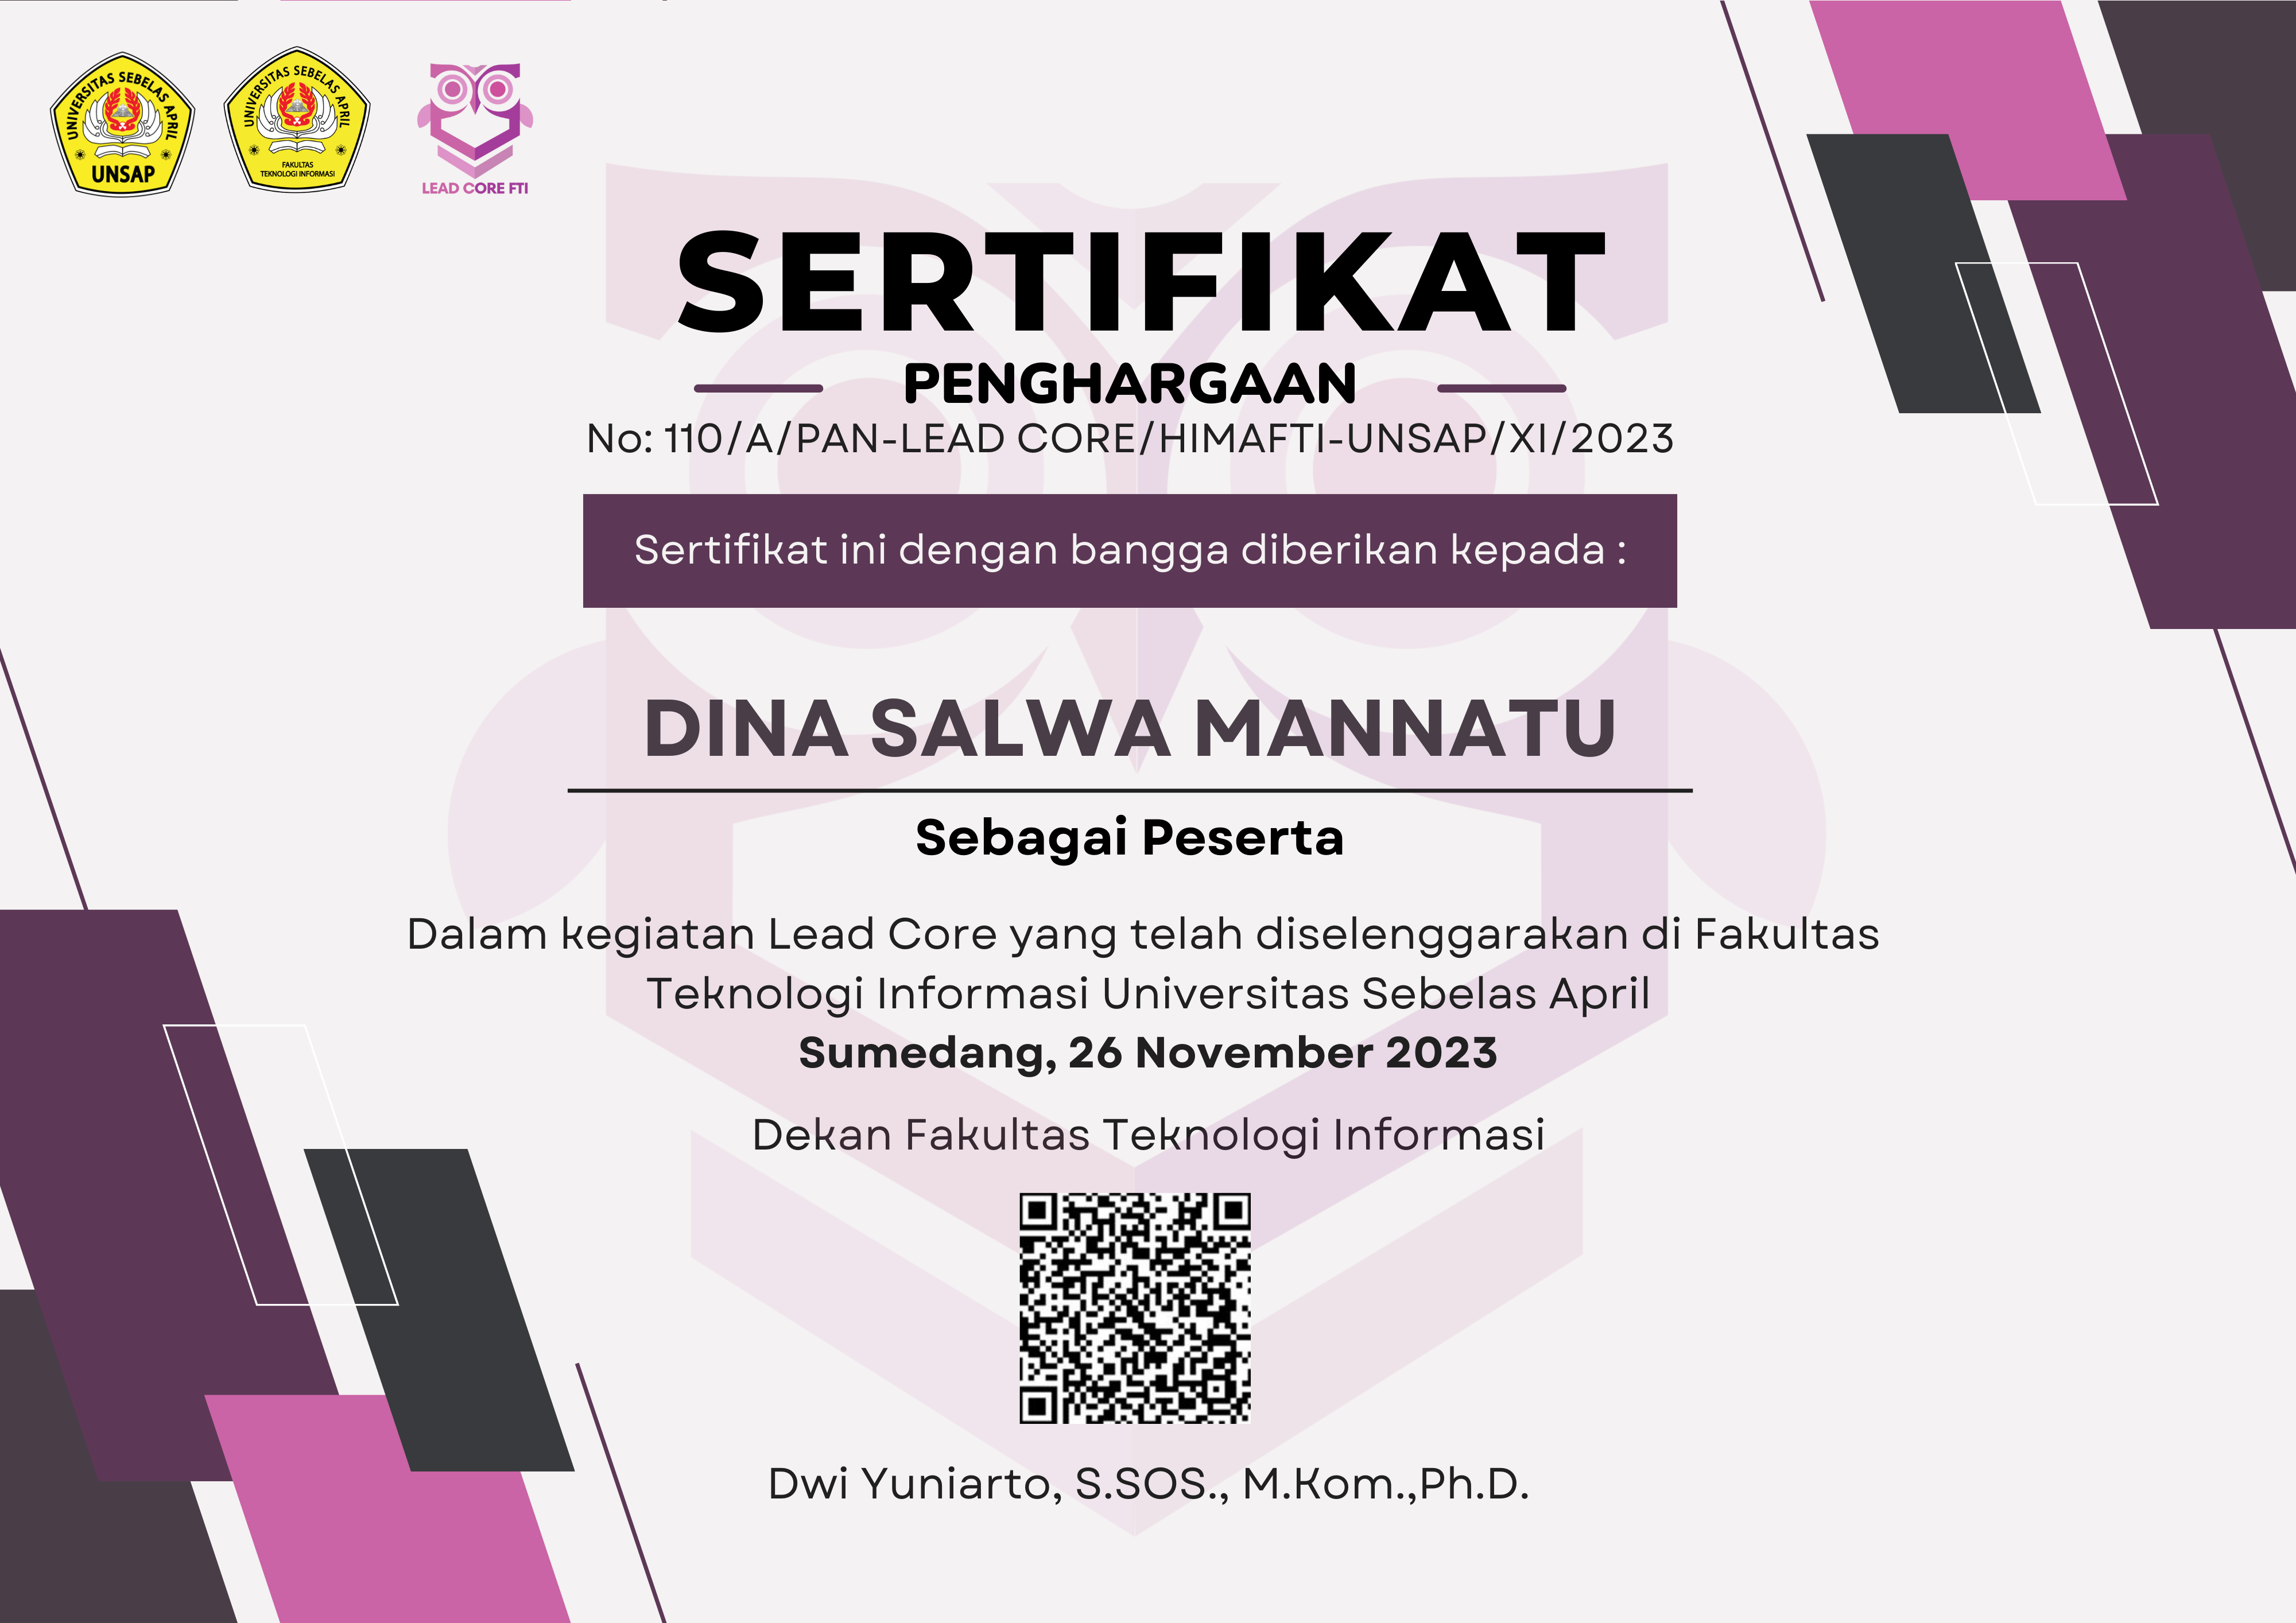 UNIVERSITAS SEBELAS APRIL
UNSAP
UNIVERSITAS SEBELAS APRIL
FAKULTAS
TEKNOLOGI INFORMASI
LEAD CORE FTI
SERTIFIKAT
PENGHARGAAN
No: 110/A/PAN-LEAD CORE/HIMAFTI-UNSAP/XI/2023
Sertifikat ini dengan bangga diberikan kepada :
DINA SALWA MANNATU
Sebagai Peserta
Dalam kegiatan Lead Core yang telah diselenggarakan di Fakultas
Teknologi Informasi Universitas Sebelas April
Sumedang, 26 November 2023
Dekan Fakultas Teknologi Informasi
Dwi Yuniarto, S.SOS., M.Kom.,Ph.D.